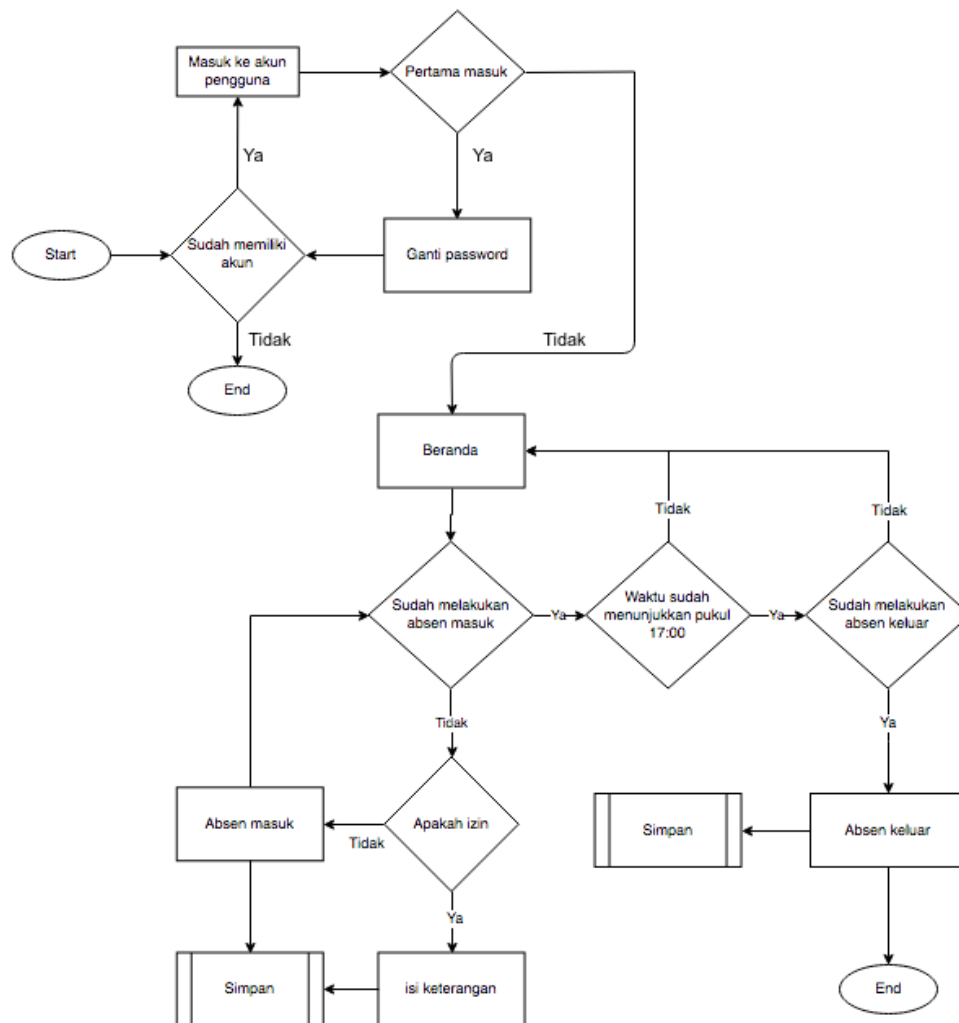 Masuk ke akun
pengguna
Pertama masuk
Ya
Ya
Start
Sudah memiliki
akun
Ganti password
Tidak
Tidak
End
Beranda
Tidak
Tidak
Sudah melakukan
absen masuk
Ya
Waktu sudah
menunjukkan pukul
17:00
Ya
Sudah melakukan
absen keluar
Tidak
Ya
Absen masuk
Tidak
Apakah izin
Simpan
Absen keluar
Ya
Simpan
isi keterangan
End